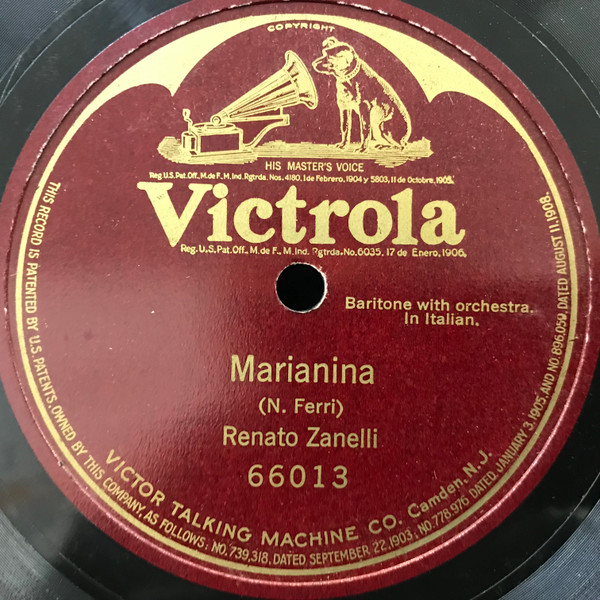 COPYRIGHT
HIS MASTER'S VOICE
Reg.U.S.Pat.Off.,M.de F.,M.Ind.Rgtrda.Nos.4180,1 de Febrero,1904 y 5803,11 de Octobre,1905.
Victrola
Reg.U.S.Pat.Off., M. de F., M. Ind. Rgtrda. No.6035, 17 de Enero,1906.
Baritone with orchestra.
In Italian.
Marianina
(N. Ferri)
Renato Zanelli
66013
VICTOR TALKING MACHINE CO. Camden, N.J.
THIS RECORD IS PATENTED BY U.S. PATENTS, OWNED BY THIS COMPANY, AS FOLLOWS; NO.739,318, DATED SEPTEMBER 22,1903; NO.778,976, DATED JANUARY 3,1905, AND NO.896,059, DATED AUGUST 11, 1908.